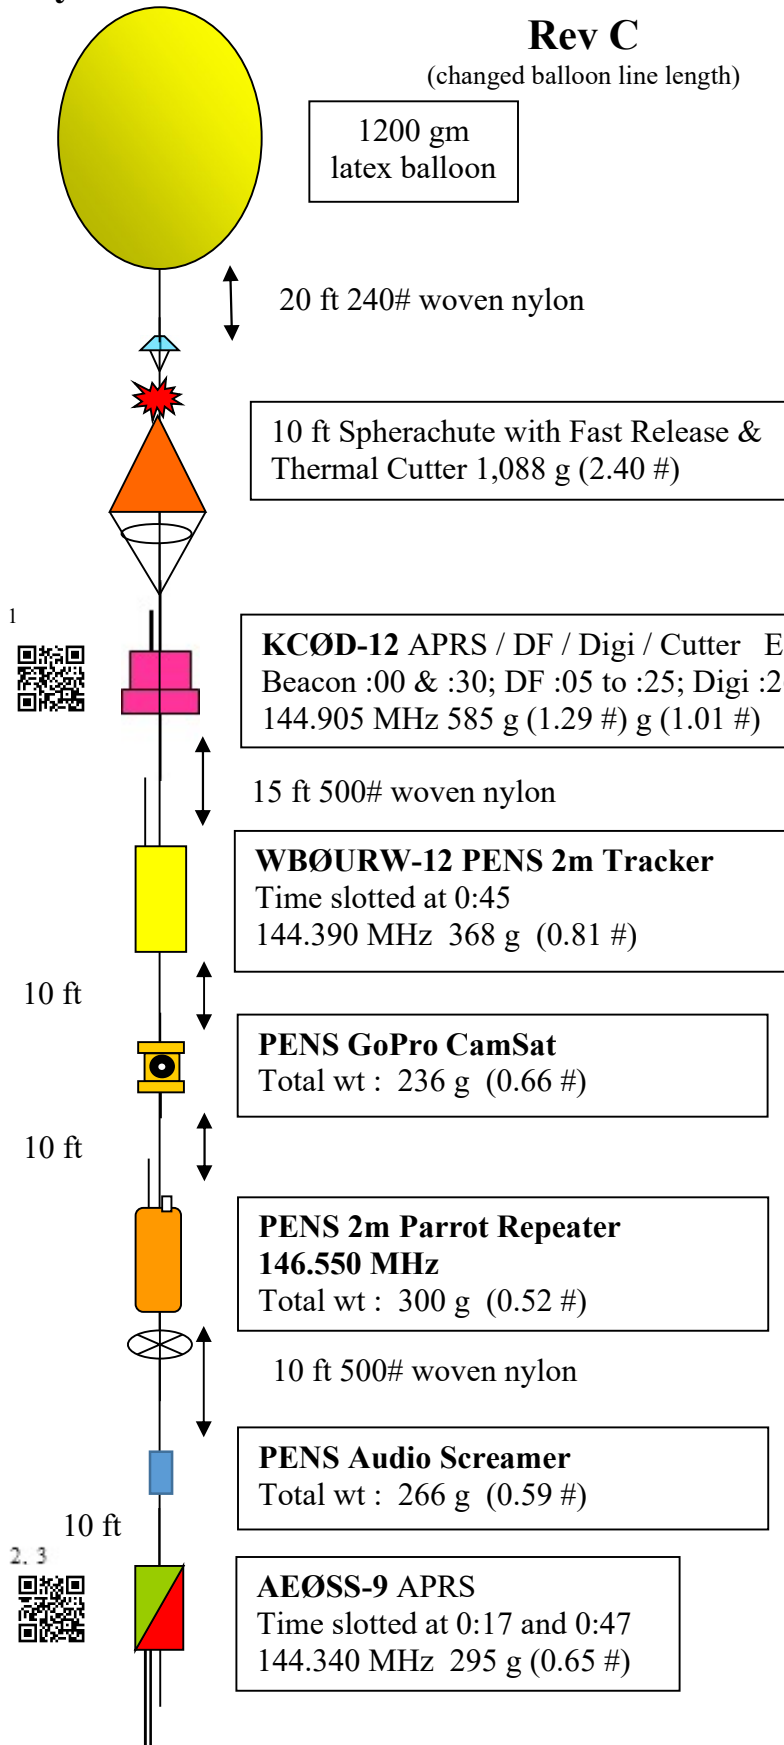 Rev C
(changed balloon line length)
1200 gm
latex balloon
20 ft 240# woven nylon
10 ft Spherachute with Fast Release &
Thermal Cutter 1,088 g (2.40 #)
1
KCØD-12 APRS / DF / Digi / Cutter E
Beacon :00 & :30; DF :05 to :25; Digi :2
144.905 MHz 585 g (1.29 #) g (1.01 #)
15 ft 500# woven nylon
WBØURW-12 PENS 2m Tracker
Time slotted at 0:45
144.390 MHz 368 g (0.81 #)
10 ft
PENS GoPro CamSat
Total wt : 236 g (0.66 #)
10 ft
PENS 2m Parrot Repeater
146.550 MHz
Total wt : 300 g (0.52 #)
10 ft 500# woven nylon
PENS Audio Screamer
Total wt : 266 g (0.59 #)
10 ft
2. 3
AEØSS-9 APRS
Time slotted at 0:17 and 0:47
144.340 MHz 295 g (0.65 #)